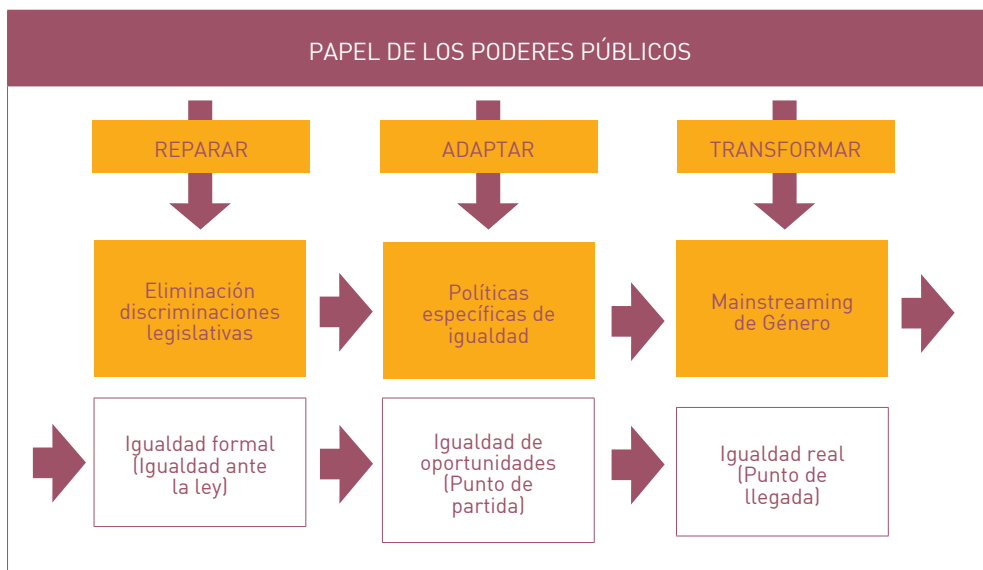 PAPEL DE LOS PODERES PÚBLICOS
REPARAR
ADAPTAR
TRANSFORMAR
Eliminación
discriminaciones
legislativas
Políticas
específicas de
igualdad
Mainstreaming
de Género
Igualdad formal
(Igualdad ante
la ley)
Igualdad de
oportunidades
(Punto de
partida)
Igualdad real
(Punto de
llegada)